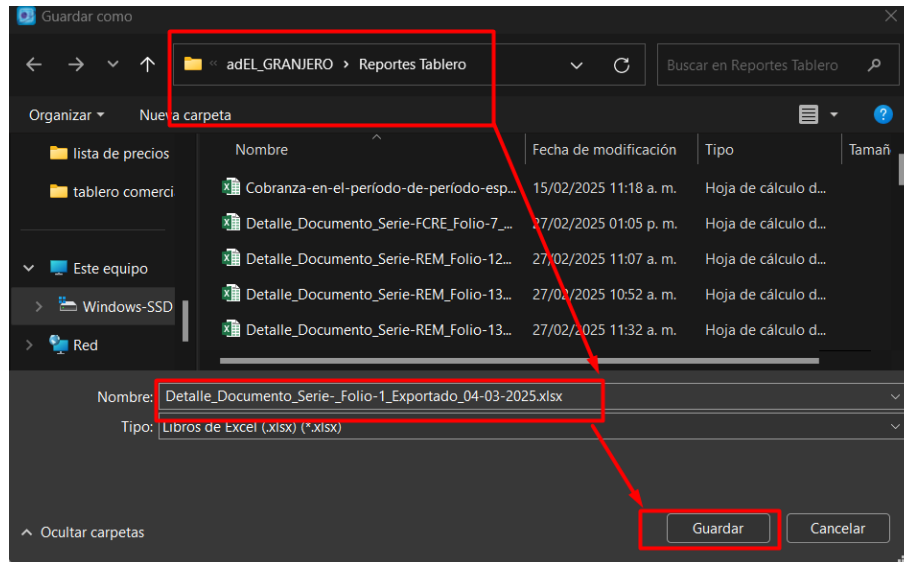 Guardar como
« adEL_GRANJERO > Reportes Tablero
Buscar en Reportes Tablero
Organizar Nueva carpeta
Nombre Fecha de modificación Tipo Tamañ
lista de precios
tablero comerci
Este equipo
Windows-SSD
Red
Cobranza-en-el-período-de-período-esp... 15/02/2025 11:18 a. m. Hoja de cálculo d...
Detalle_Documento_Serie-FCRE_Folio-7_... 27/02/2025 01:05 p. m. Hoja de cálculo d...
Detalle_Documento_Serie-REM_Folio-12... 27/02/2025 11:07 a. m. Hoja de cálculo d...
Detalle_Documento_Serie-REM_Folio-13... 27/02/2025 10:52 a. m. Hoja de cálculo d...
Detalle_Documento_Serie-REM_Folio-13... 27/02/2025 11:32 a. m. Hoja de cálculo d...
Nombre: Detalle_Documento_Serie-_Folio-1_Exportado_04-03-2025.xlsx
Tipo: Libros de Excel (.xlsx) (*.xlsx)
Ocultar carpetas
Guardar
Cancelar